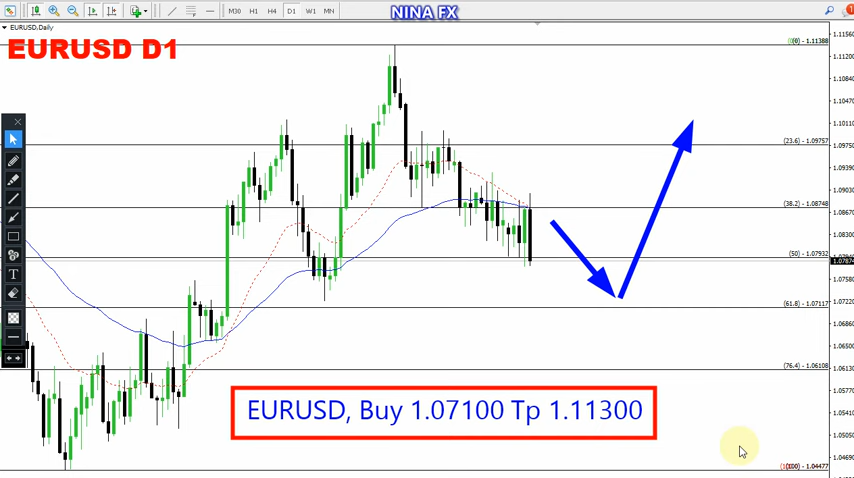 M30 H1 H4 D1 W1 MN
NINA FX
EURUSD,Daily
EURUSD D1
(0) - 1.11388
1.11560
1.11200
1.10840
1.10470
1.10110
(23.6) - 1.09757
1.09750
1.09390
1.09030
(38.2) - 1.08748
1.08670
1.08300
(50) - 1.07932
1.07874
1.07220
(61.8) - 1.07117
1.06860
1.06500
(76.4) - 1.06108
1.06130
1.05770
1.05410
1.05050
1.04690
(100) - 1.04477
EURUSD, Buy 1.07100 Tp 1.11300
T